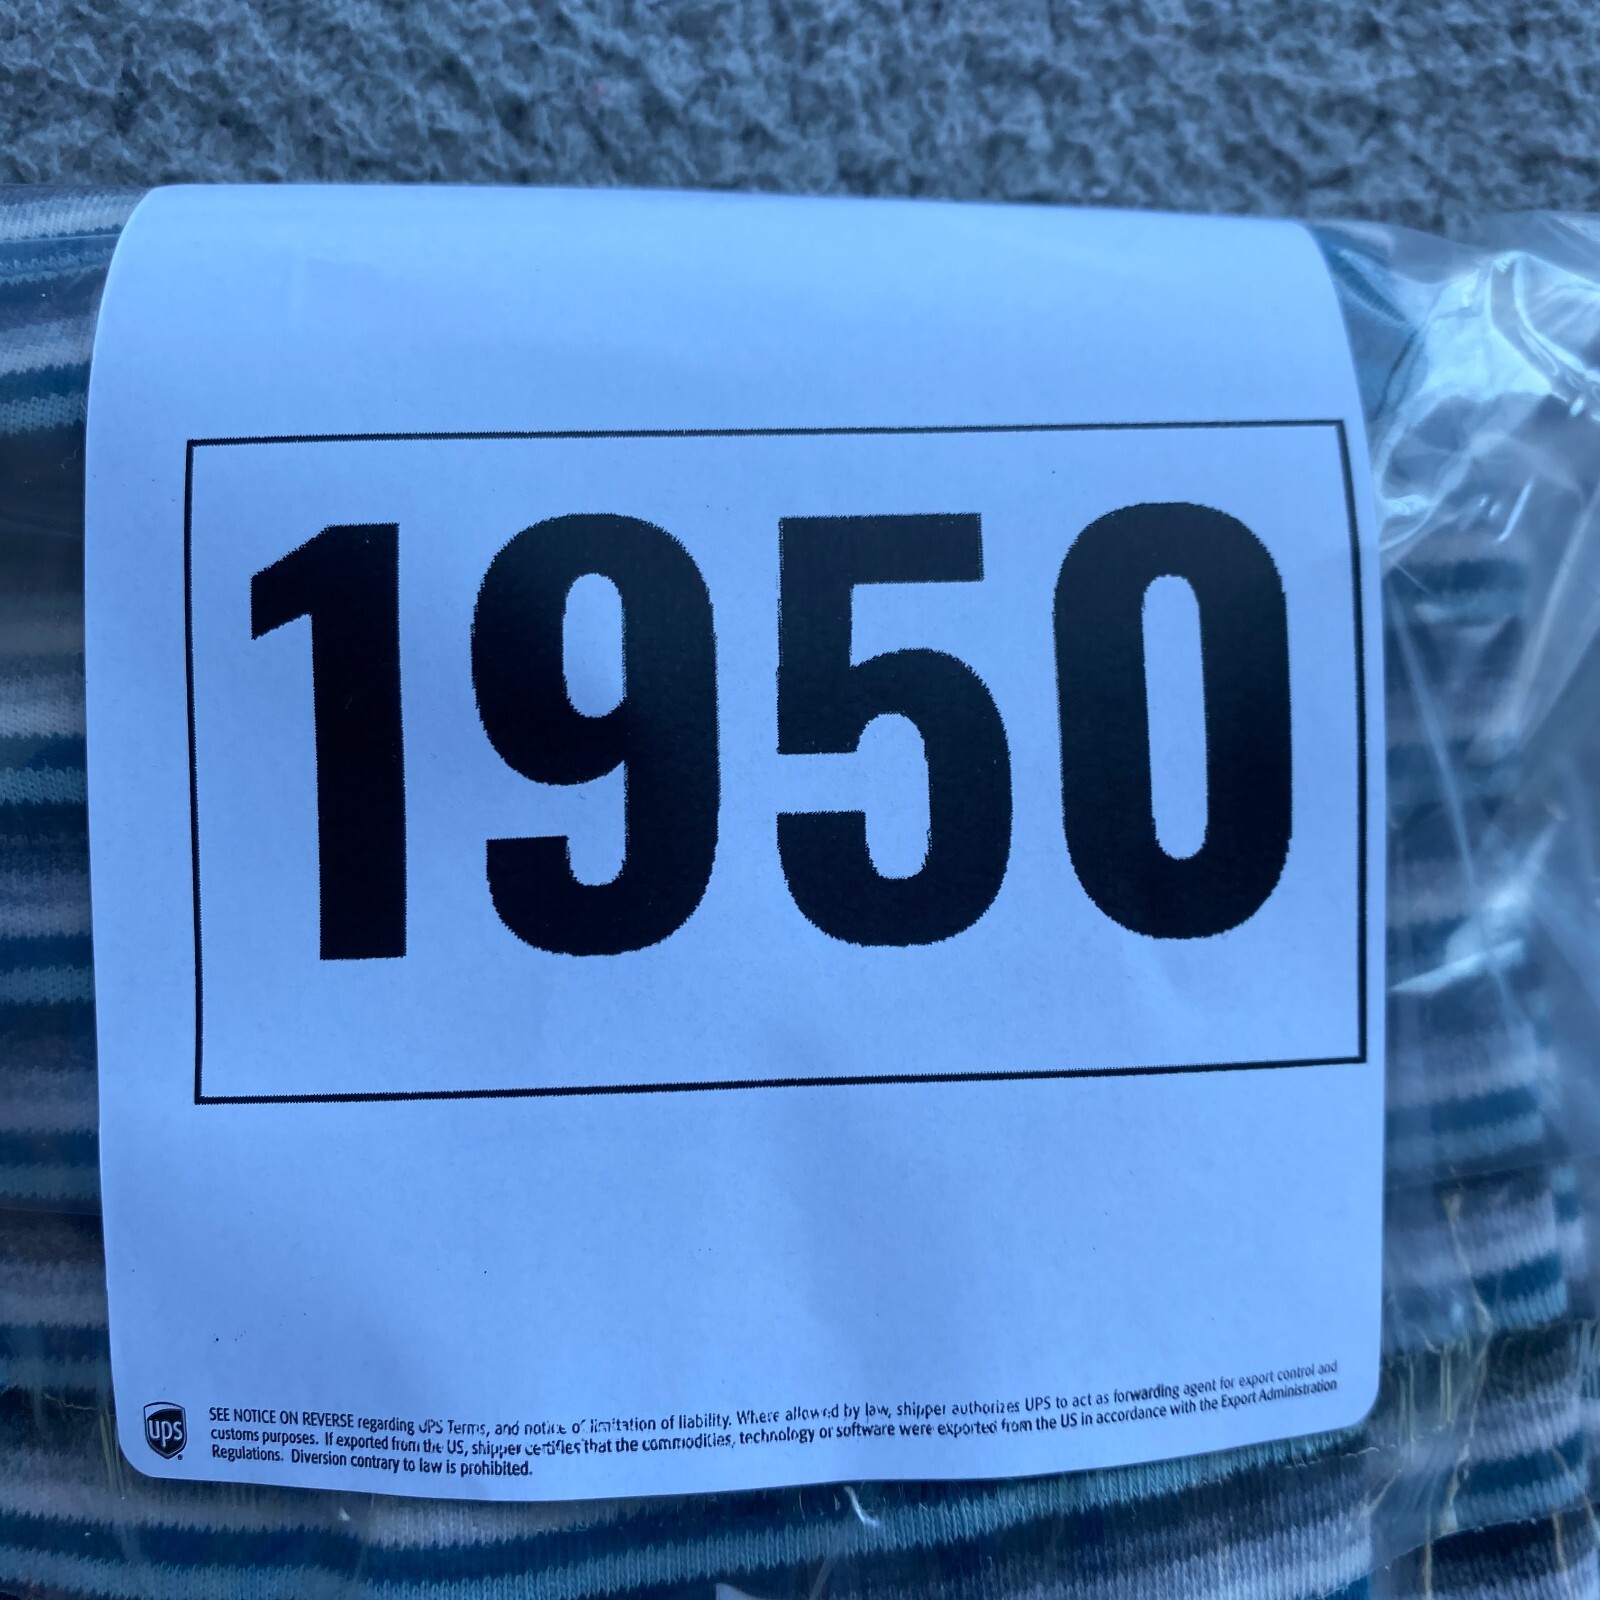 1950
ups
SEE NOTICE ON REVERSE regarding UPS Terms, and notice of limitation of liability. Where allowed by law, shipper authorizes UPS to act as forwarding agent for export control and
customs purposes. If exported from the US, shipper certifies that the commodities, technology or software were exported from the US in accordance with the Export Administration
Regulations. Diversion contrary to law is prohibited.